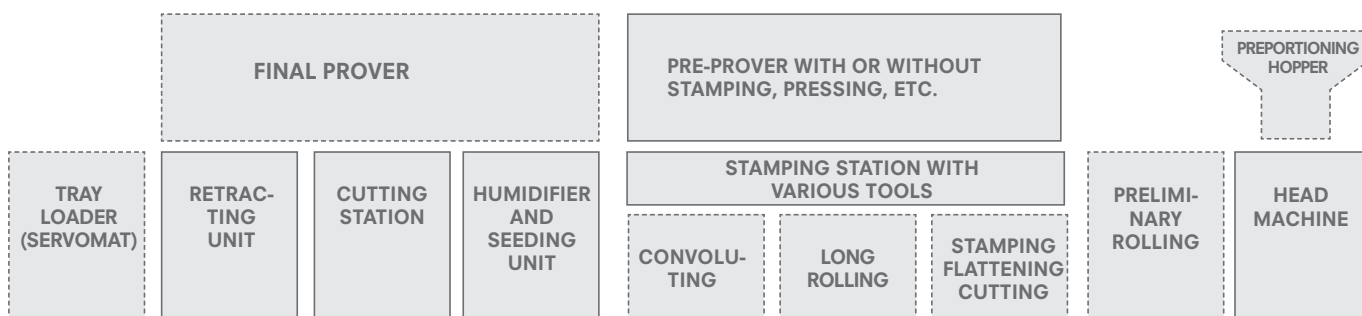 FINAL PROVER
PRE-PROVER WITH OR WITHOUT
STAMPING, PRESSING, ETC.
PREPORTIONING
HOPPER
TRAY
LOADER
(SERVOMAT)
RETRAC-
TING
UNIT
CUTTING
STATION
HUMIDIFIER
AND
SEEDING
UNIT
STAMPING STATION WITH
VARIOUS TOOLS
CONVOLU-
TING
LONG
ROLLING
STAMPING
FLATTENING
CUTTING
PRELIMI-
NARY
ROLLING
HEAD
MACHINE